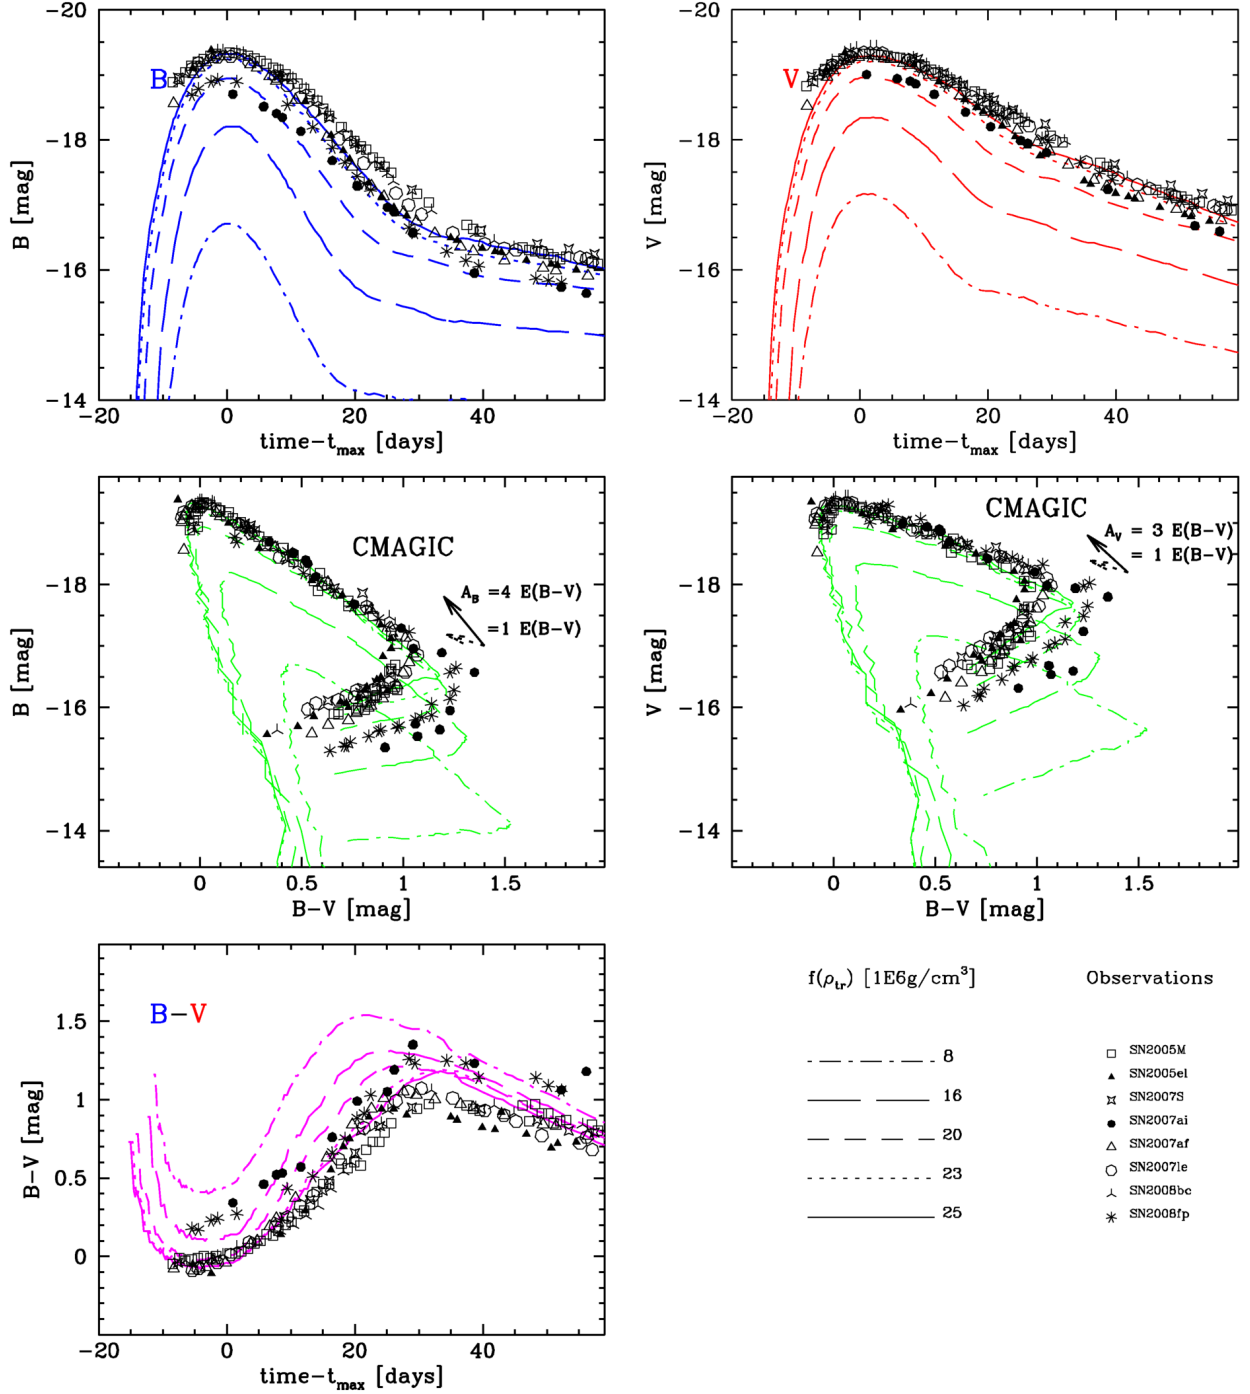 -20
-18
-16
-14
B [mag]
B
-20
0
20
40
time-t_max [days]
-20
-18
-16
-14
V [mag]
V
-20
0
20
40
time-t_max [days]
-18
-16
-14
B [mag]
CMAGIC
A_B =4 E(B-V)
=1 E(B-V)
0
0.5
1
1.5
B-V [mag]
-18
-16
-14
V [mag]
CMAGIC
A_V = 3 E(B-V)
= 1 E(B-V)
0
0.5
1
1.5
B-V [mag]
1.5
1
0.5
0
B-V [mag]
B-V
-20
0
20
40
time-t_max [days]
f(ρ_tr) [1E6g/cm³]
8
16
20
23
25
Observations
SN2005M
SN2005el
SN2007S
SN2007ai
SN2007af
SN2007le
SN2008bc
SN2008fp